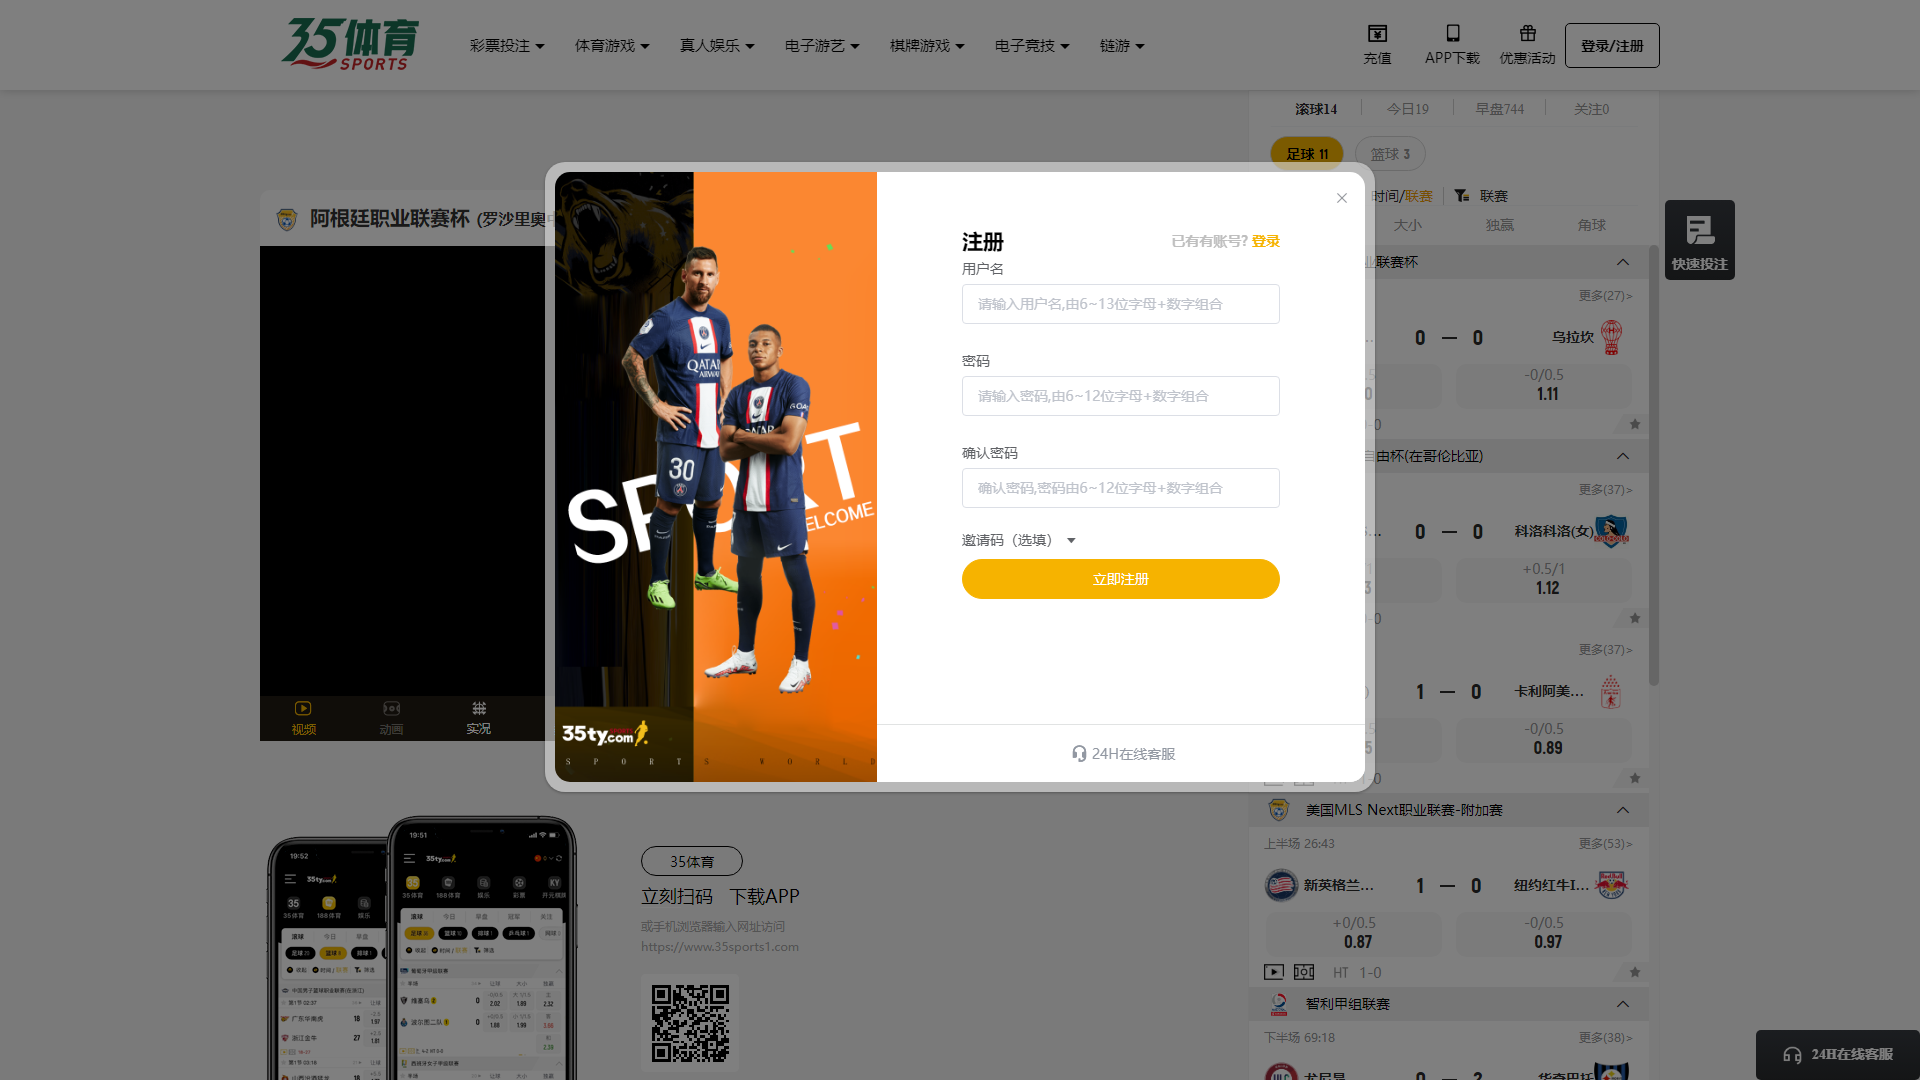 35体育
SPORTS
彩票投注
体育游戏
真人娱乐
电子游艺
棋牌游戏
电子竞技
链游
充值
APP下载
优惠活动
登录/注册
滚球14
今日19
早盘744
关注0
足球 11
篮球 3
时间/联赛
联赛
大小
独赢
角球
快速投注
阿根廷职业联赛杯 (罗沙里奥
视频
动画
实况
注册
已有有账号? 登录
用户名
请输入用户名,由6~13位字母+数字组合
密码
请输入密码,由6~12位字母+数字组合
确认密码
确认密码,密码由6~12位字母+数字组合
邀请码（选填）
立即注册
24H在线客服
QATAR
AIRWAY
QATAR
30
SPORT
ELCOME
35ty.com
SPORTS WORLD
联赛杯
更多(27)>
0 — 0
乌拉坎
-0/0.5
1.11
由杯(在哥伦比亚)
更多(37)>
0 — 0
科洛科洛(女)
+0.5/1
1.12
更多(37)>
1 — 0
卡利阿美...
-0/0.5
0.89
美国MLS Next职业联赛-附加赛
上半场 26:43
更多(53)>
新英格兰...
1 — 0
纽约红牛I...
+0/0.5
0.87
-0/0.5
0.97
HT 1-0
智利甲组联赛
下半场 69:18
更多(38)>
24H在线客服
35体育
立刻扫码 下载APP
或手机浏览器输入网址访问
https://www.35sports1.com
19:52
35ty.com
19:51
35ty.com